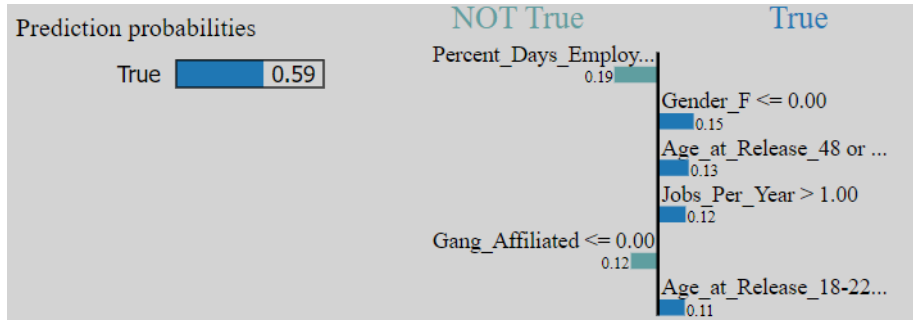 Prediction probabilities
True 0.59
NOT True True
Percent_Days_Employ...
0.19
Gender_F <= 0.00
0.15
Age_at_Release_48 or ...
0.13
Jobs_Per_Year > 1.00
0.12
Gang_Affiliated <= 0.00
0.12
Age_at_Release_18-22...
0.11